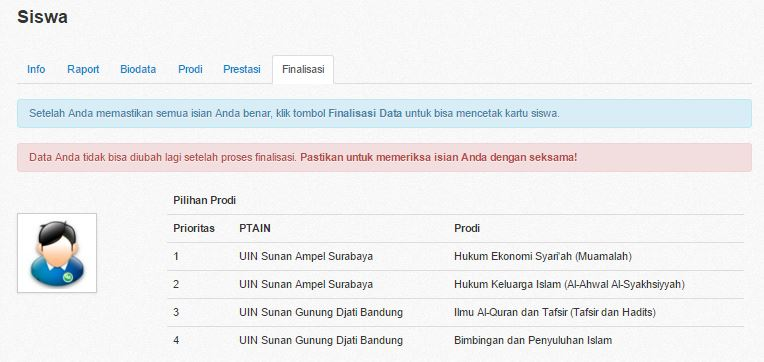 Siswa
Info Raport Biodata Prodi Prestasi Finalisasi
Setelah Anda memastikan semua isian Anda benar, klik tombol Finalisasi Data untuk bisa mencetak kartu siswa.
Data Anda tidak bisa diubah lagi setelah proses finalisasi. Pastikan untuk memeriksa isian Anda dengan seksama!
Pilihan Prodi
Prioritas PTAIN Prodi
1 UIN Sunan Ampel Surabaya Hukum Ekonomi Syari'ah (Muamalah)
2 UIN Sunan Ampel Surabaya Hukum Keluarga Islam (Al-Ahwal Al-Syakhsiyyah)
3 UIN Sunan Gunung Djati Bandung Ilmu Al-Quran dan Tafsir (Tafsir dan Hadits)
4 UIN Sunan Gunung Djati Bandung Bimbingan dan Penyuluhan Islam